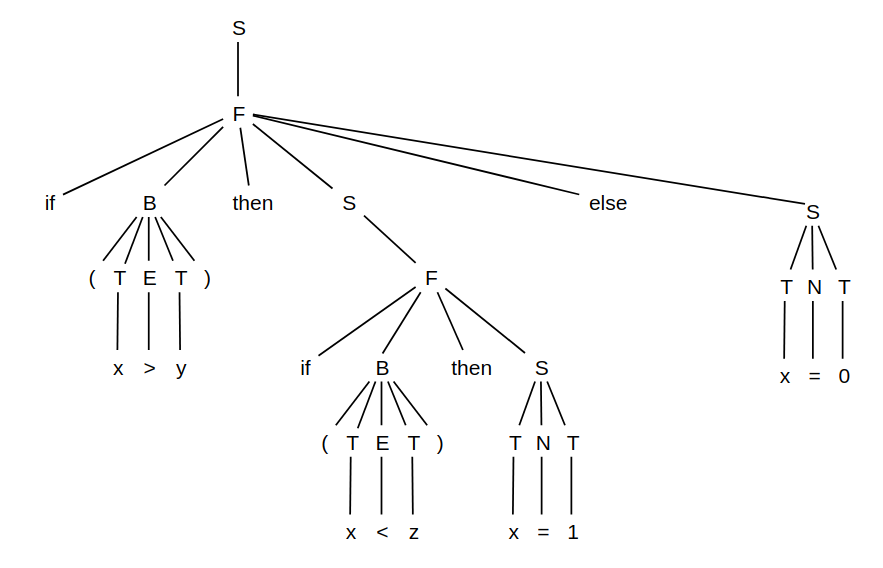 S
F
if B then S else S
( T E T ) F T N T
x > y if B then S x = 0
( T E T ) T N T
x < z x = 1